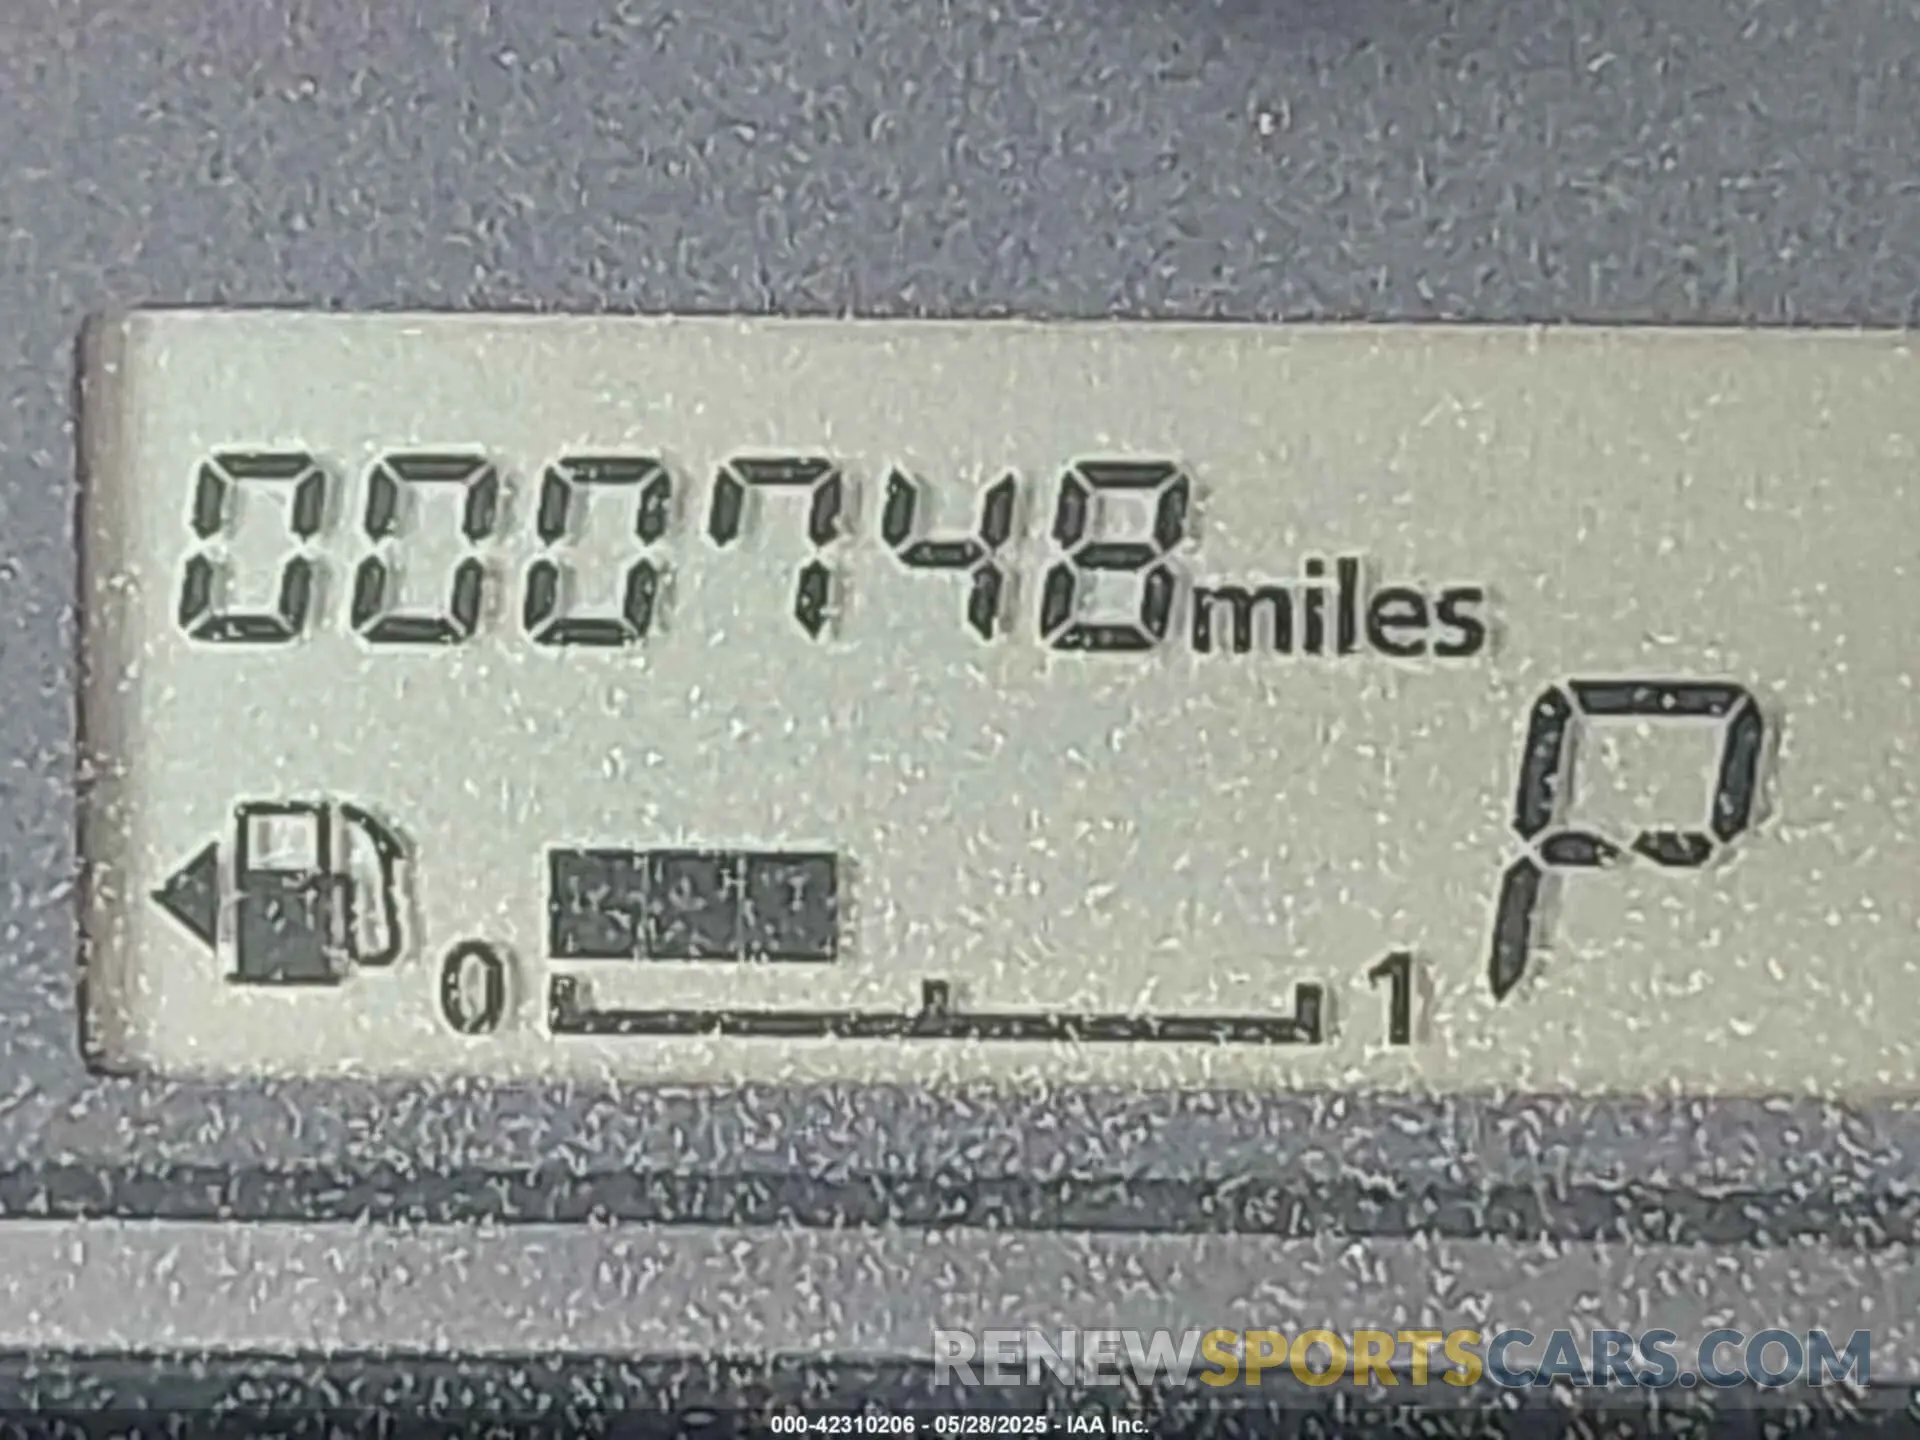 000748miles
P
0 1
RENEWSPORTSCARS.COM
000-42310206 - 05/28/2025 - IAA Inc.